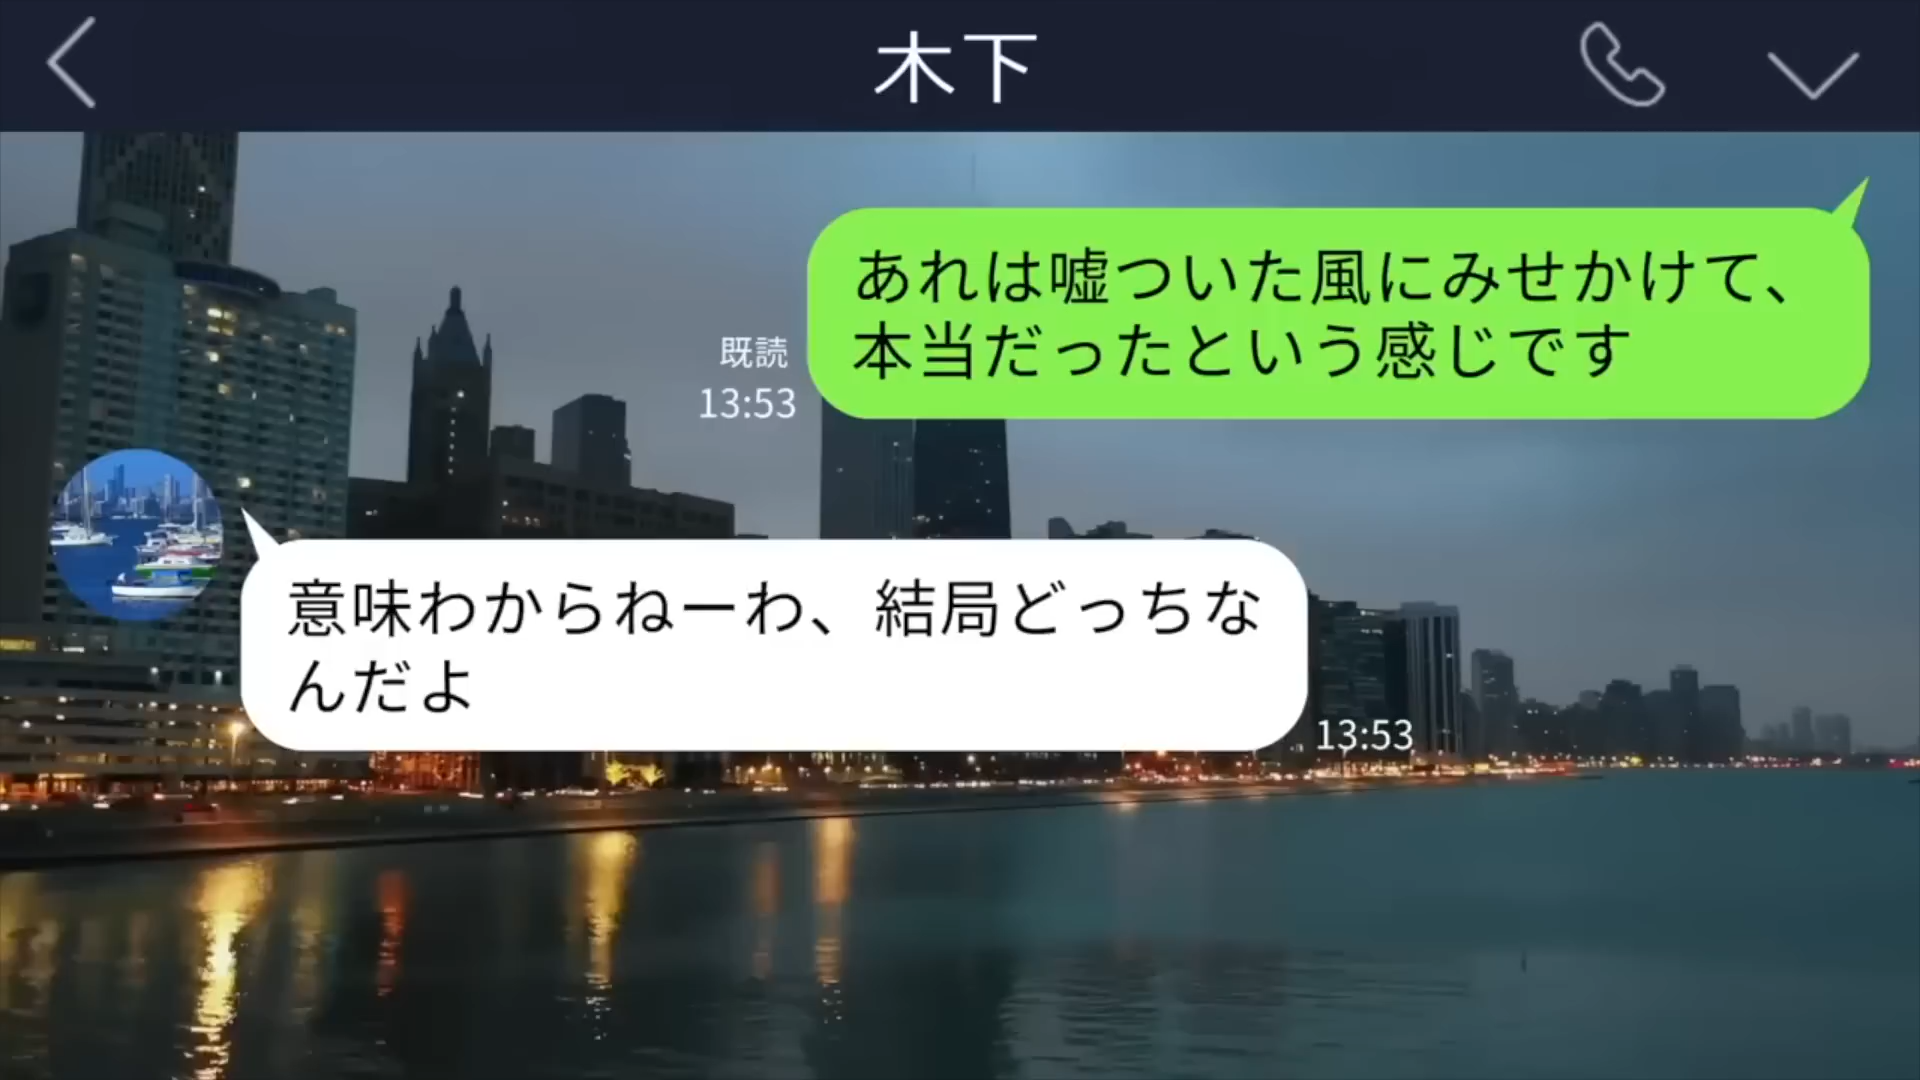 木下
あれは嘘ついた風にみせかけて、
本当だったという感じです
既読
13:53
意味わからねーわ、結局どっちな
んだよ
13:53